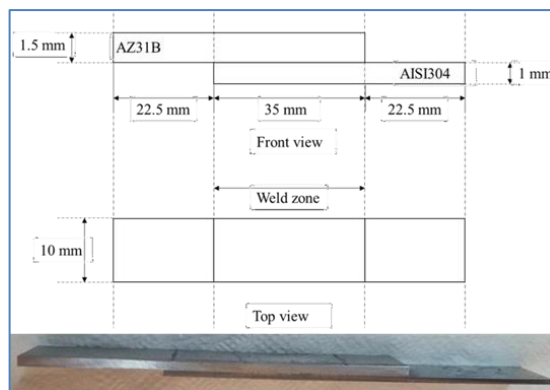 1.5 mm
AZ31B
AISI304
1 mm
22.5 mm
35 mm
22.5 mm
Front view
Weld zone
10 mm
Top view